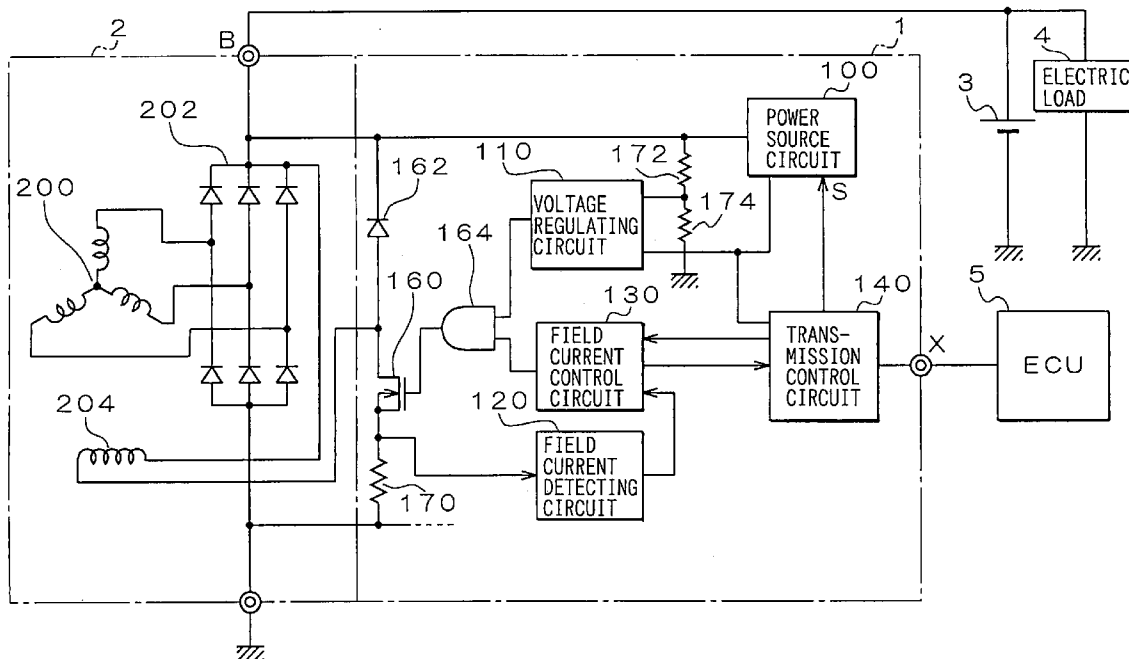 2
B
1
4
ELECTRIC
LOAD
3
100
POWER
SOURCE
CIRCUIT
202
162
110
172
200
VOLTAGE
REGULATING
CIRCUIT
S
174
164
160
130
140
5
FIELD
CURRENT
CONTROL
CIRCUIT
TRANS-
MISSION
CONTROL
CIRCUIT
X
ECU
204
120
FIELD
CURRENT
DETECTING
CIRCUIT
170